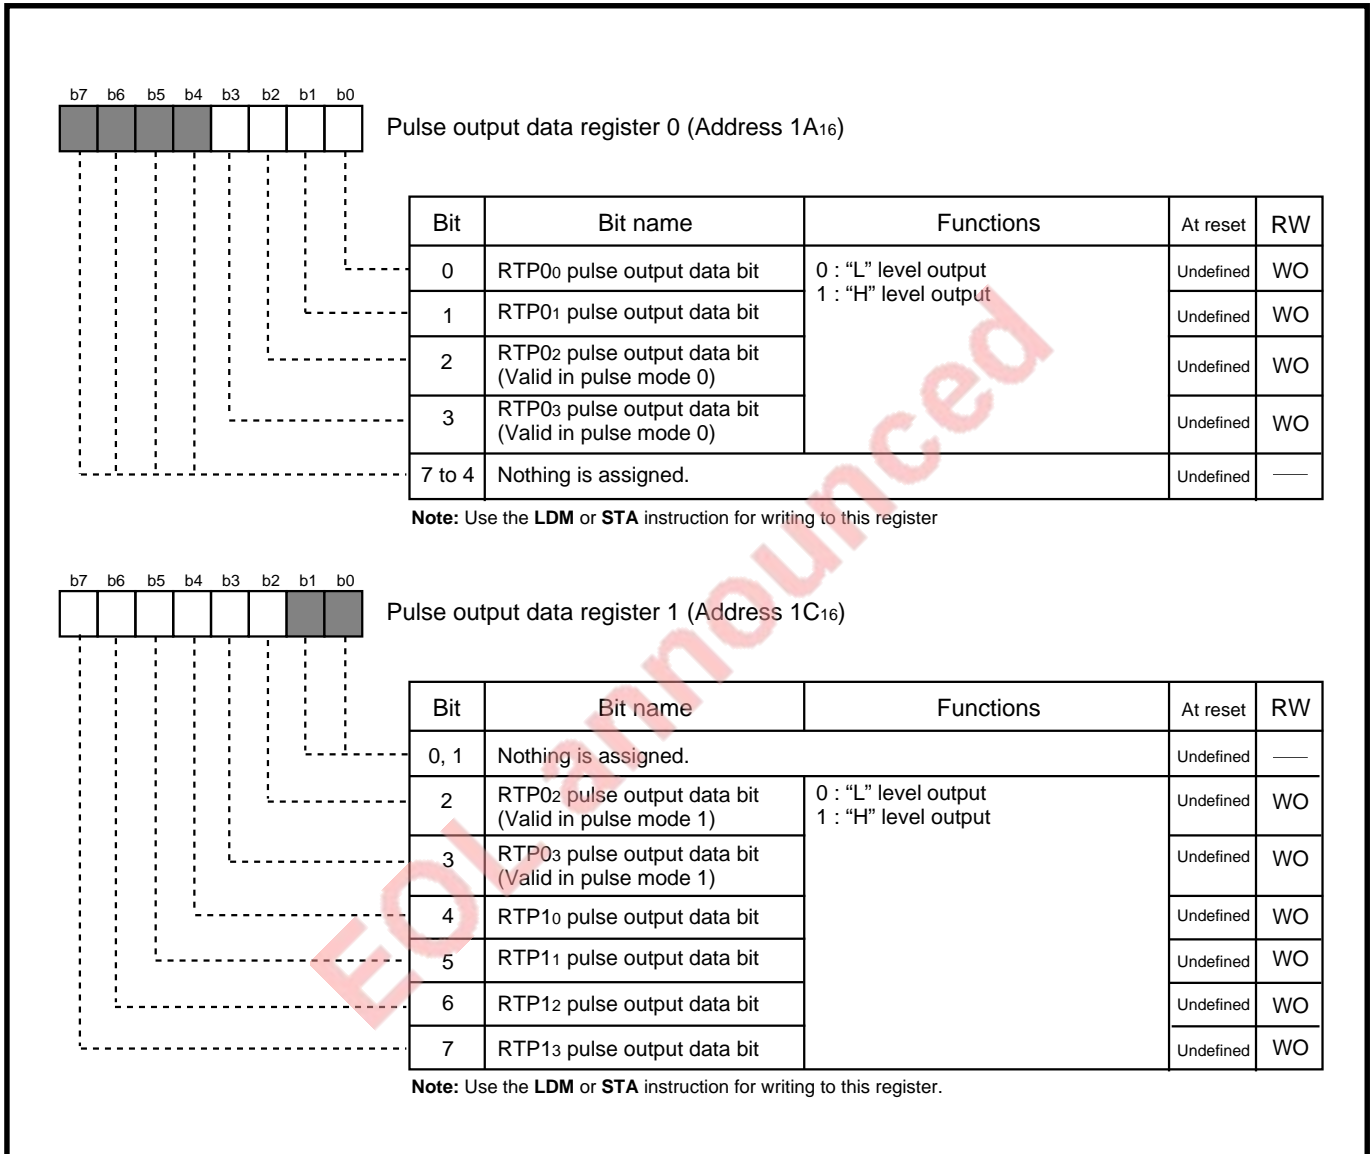 b7 b6 b5 b4 b3 b2 b1 b0
Pulse output data register 0 (Address 1A16)
Bit Bit name Functions At reset RW
0 RTP00 pulse output data bit 0 : “L” level output Undefined WO
1 : “H” level output
1 RTP01 pulse output data bit Undefined WO
2 RTP02 pulse output data bit Undefined WO
(Valid in pulse mode 0)
3 RTP03 pulse output data bit Undefined WO
(Valid in pulse mode 0)
7 to 4 Nothing is assigned. Undefined —
Note: Use the LDM or STA instruction for writing to this register
b7 b6 b5 b4 b3 b2 b1 b0
Pulse output data register 1 (Address 1C16)
Bit Bit name Functions At reset RW
0, 1 Nothing is assigned. Undefined —
2 RTP02 pulse output data bit 0 : “L” level output Undefined WO
(Valid in pulse mode 1) 1 : “H” level output
3 RTP03 pulse output data bit Undefined WO
(Valid in pulse mode 1)
4 RTP10 pulse output data bit Undefined WO
5 RTP11 pulse output data bit Undefined WO
6 RTP12 pulse output data bit Undefined WO
7 RTP13 pulse output data bit Undefined WO
Note: Use the LDM or STA instruction for writing to this register.
EOL announced